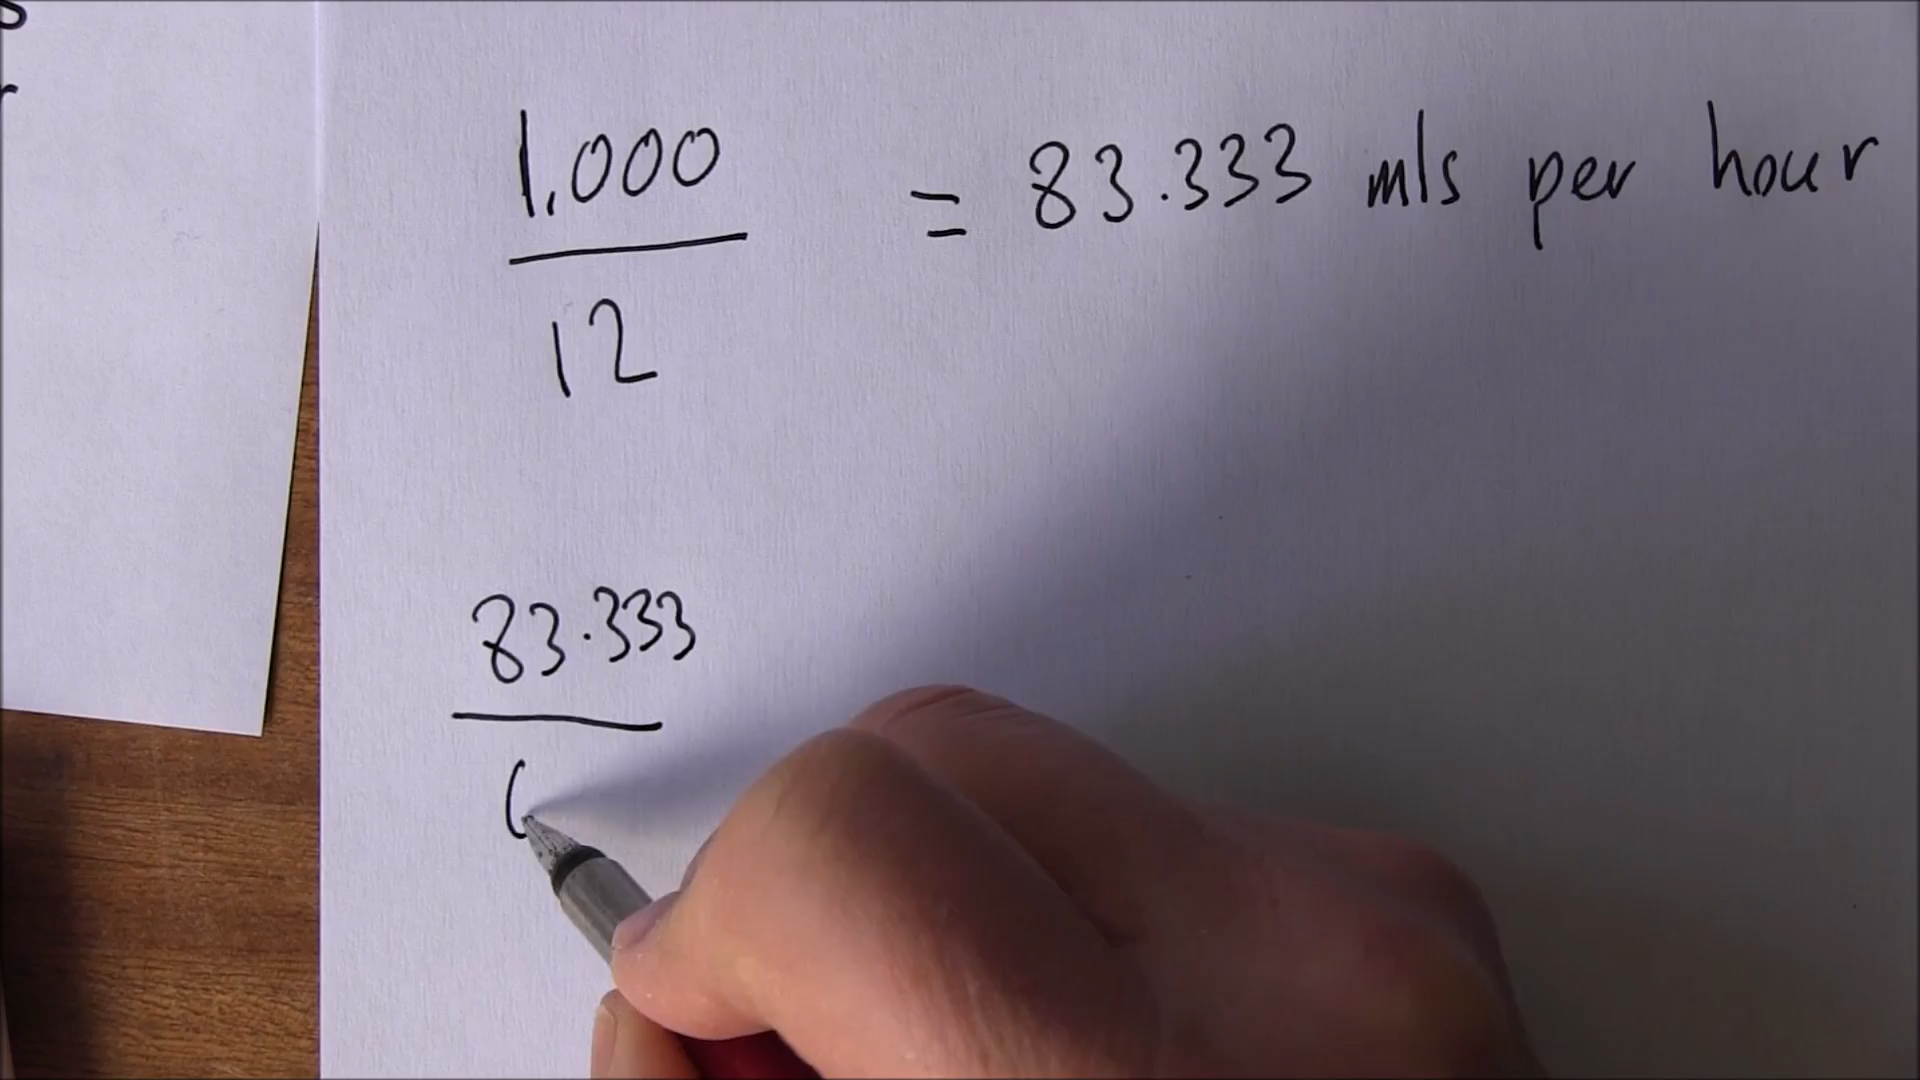 1,000
= 83.333 mls per hour
12
83.333